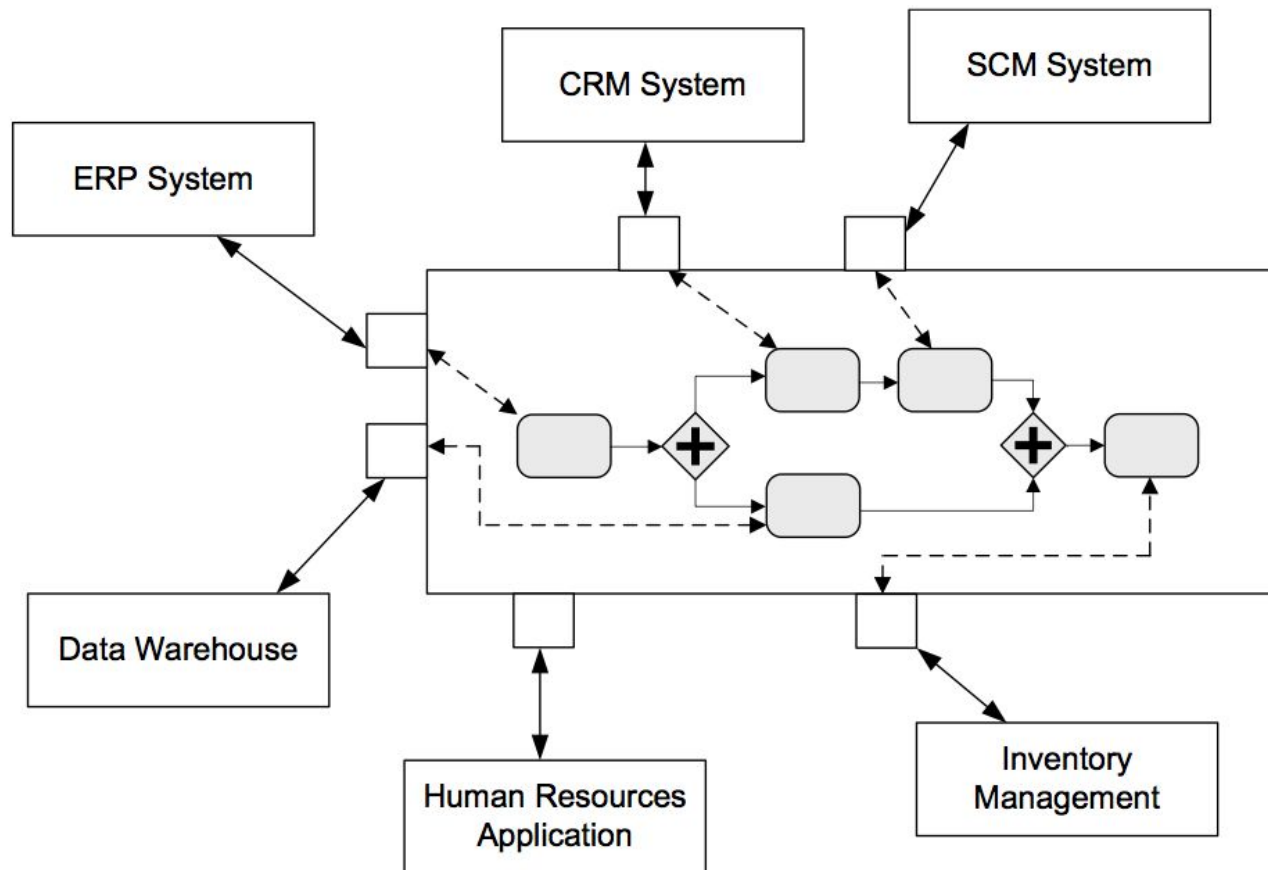 SCM System
CRM System
ERP System
Data Warehouse
Human Resources
Application
Inventory
Management